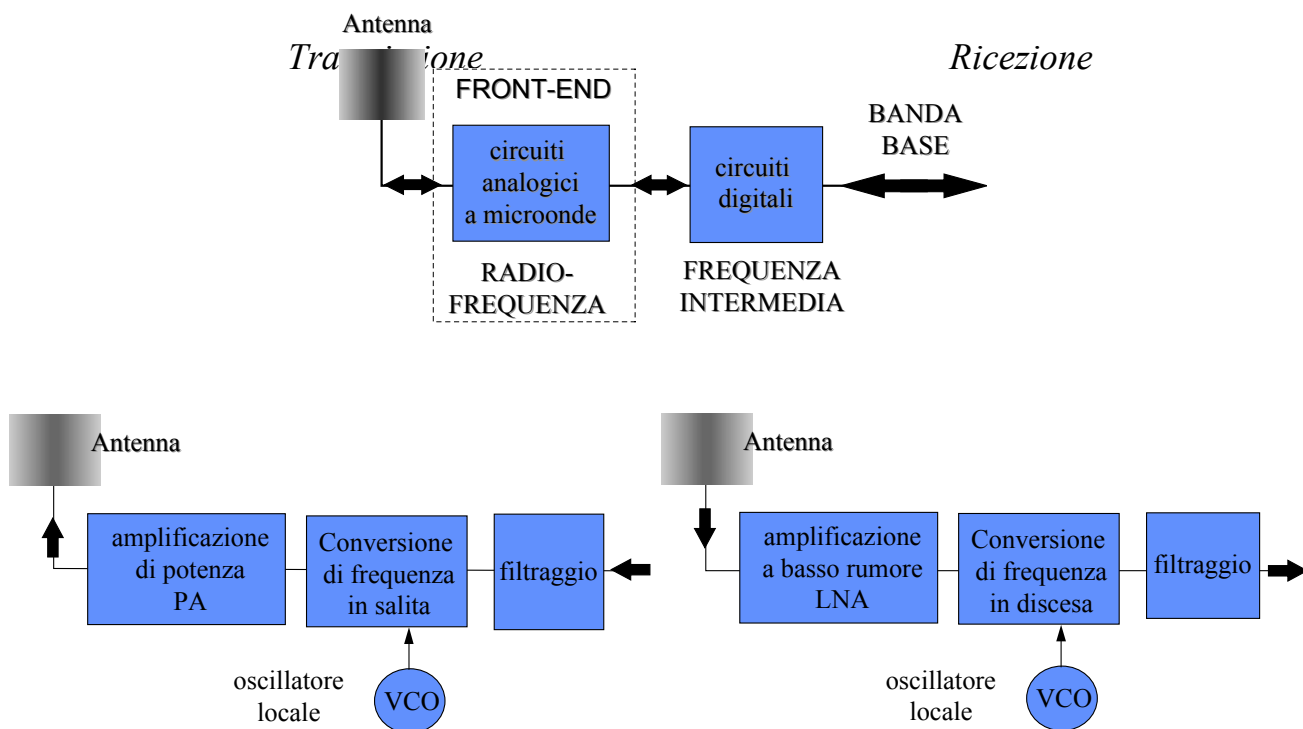 Antenna
Ricezione
FRONT-END
circuiti
analogici
a microonde
RADIO-
FREQUENZA
circuiti
digitali
FREQUENZA
INTERMEDIA
BANDA
BASE
Antenna
amplificazione
di potenza
PA
Conversione
di frequenza
in salita
filtraggio
oscillatore
locale
VCO
Antenna
amplificazione
a basso rumore
LNA
Conversione
di frequenza
in discesa
filtraggio
oscillatore
locale
VCO